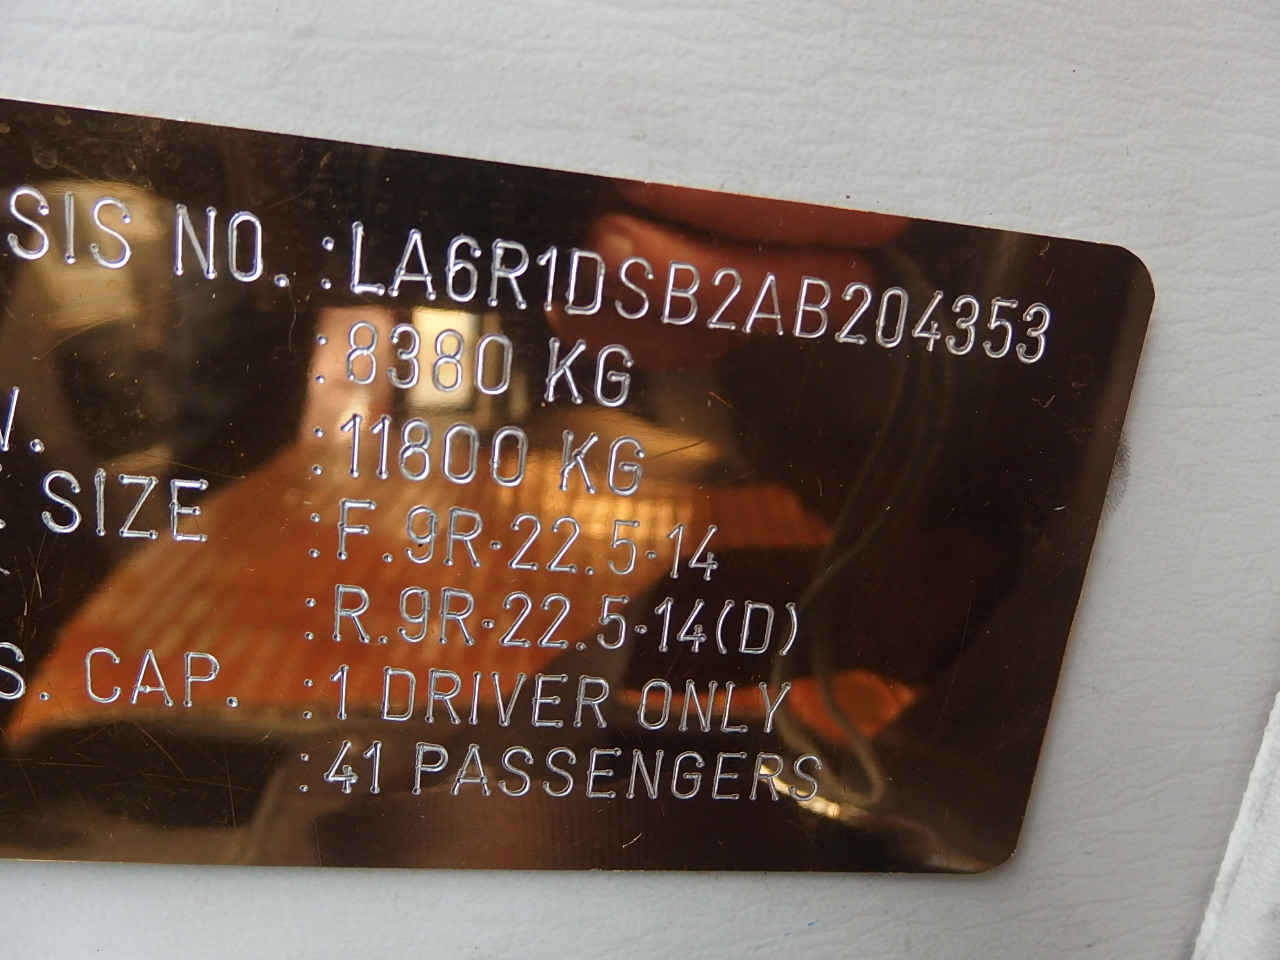 SIS NO. :LA6R1DSB2AB204353
:8380 KG
. :11800 KG
SIZE :F.9R-22.5-14
:R.9R-22.5-14(D)
S. CAP. :1 DRIVER ONLY
:41 PASSENGERS